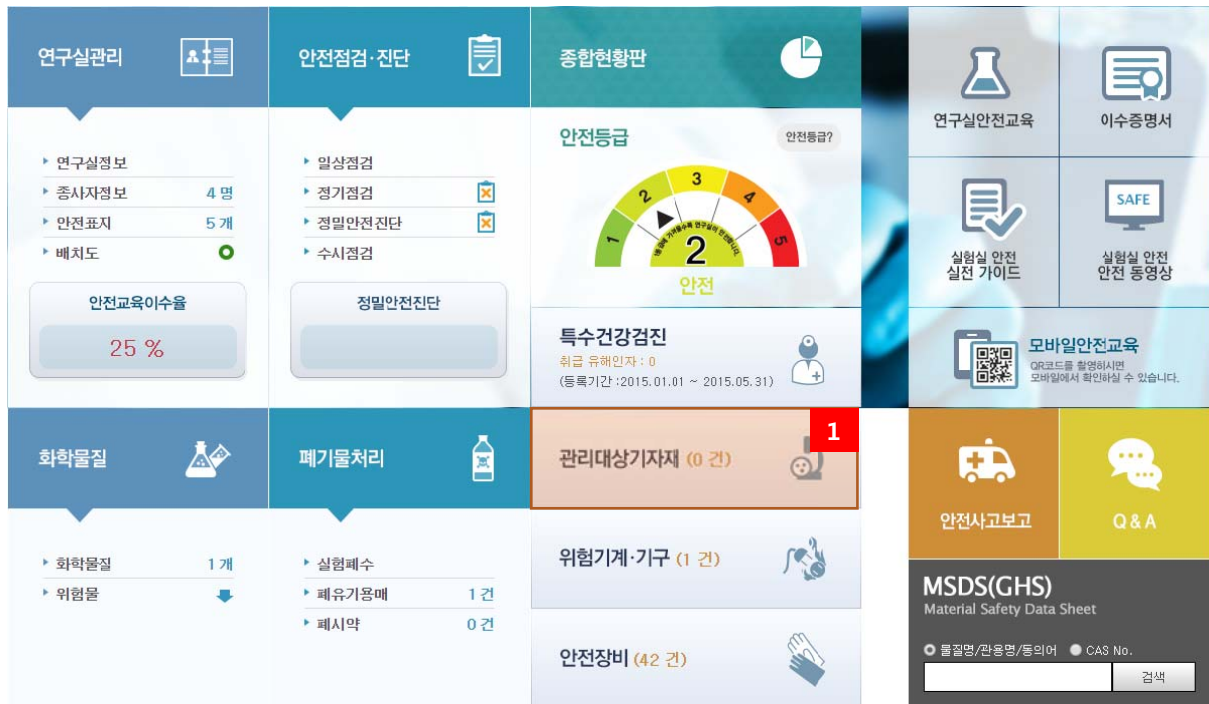 연구실관리
연구실정보
종사자정보 4 명
안전표지 5 개
배치도
안전교육이수율
25 %
안전점검·진단
일상점검
정기점검
정밀안전진단
수시점검
정밀안전진단
종합현황판
안전등급
안전등급?
1
2
3
4
5
2
안전
특수건강검진
취급 유해인자 : 0
(등록기간 :2015.01.01 ~ 2015.05.31)
연구실안전교육
이수증명서
실험실 안전
실전 가이드
SAFE
실험실 안전
안전 동영상
모바일안전교육
QR코드를 촬영하시면
모바일에서 확인하실 수 있습니다.
화학물질
화학물질 1 개
위험물
폐기물처리
실험폐수
폐유기용매 1 건
폐시약 0 건
관리대상기자재 (0 건)
1
위험기계·기구 (1 건)
안전장비 (42 건)
안전사고보고
Q & A
MSDS(GHS)
Material Safety Data Sheet
물질명/관용명/동의어 CAS No.
검색